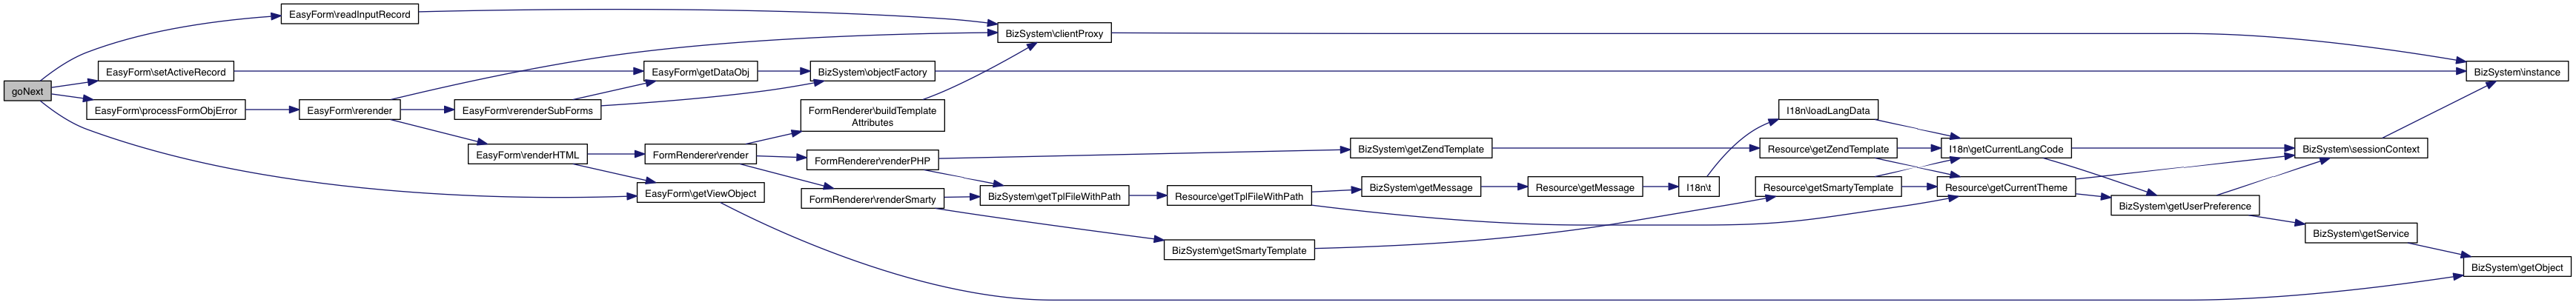 goNext
EasyForm\readInputRecord
EasyForm\setActiveRecord
EasyForm\processFormObjError
EasyForm\rerender
EasyForm\rerenderSubForms
EasyForm\renderHTML
EasyForm\getDataObj
FormRenderer\render
EasyForm\getViewObject
BizSystem\clientProxy
BizSystem\objectFactory
FormRenderer\buildTemplate
Attributes
FormRenderer\renderPHP
FormRenderer\renderSmarty
BizSystem\getTplFileWithPath
BizSystem\getSmartyTemplate
Resource\getTplFileWithPath
BizSystem\getZendTemplate
BizSystem\getMessage
Resource\getMessage
I18n\t
I18n\loadLangData
Resource\getZendTemplate
Resource\getSmartyTemplate
I18n\getCurrentLangCode
Resource\getCurrentTheme
BizSystem\getUserPreference
BizSystem\sessionContext
BizSystem\getService
BizSystem\instance
BizSystem\getObject